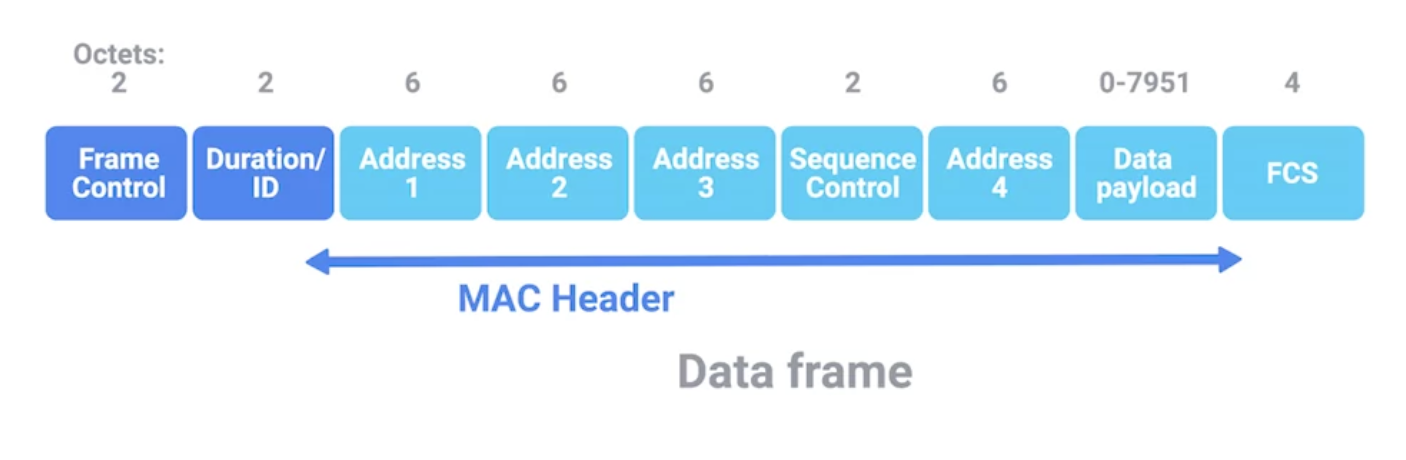 Octets:
2 2 6 6 6 2 6 0-7951 4
Frame Control
Duration/ ID
Address 1
Address 2
Address 3
Sequence Control
Address 4
Data payload
FCS
MAC Header
Data frame